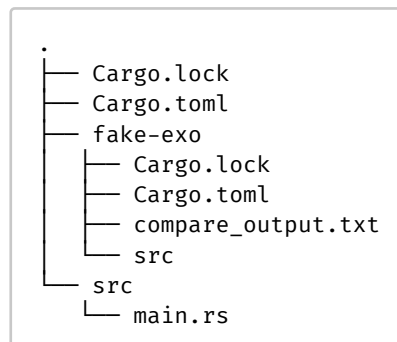 .
├── Cargo.lock
├── Cargo.toml
├── fake-exo
│   ├── Cargo.lock
│   ├── Cargo.toml
│   ├── compare_output.txt
│   └── src
└── src
    └── main.rs